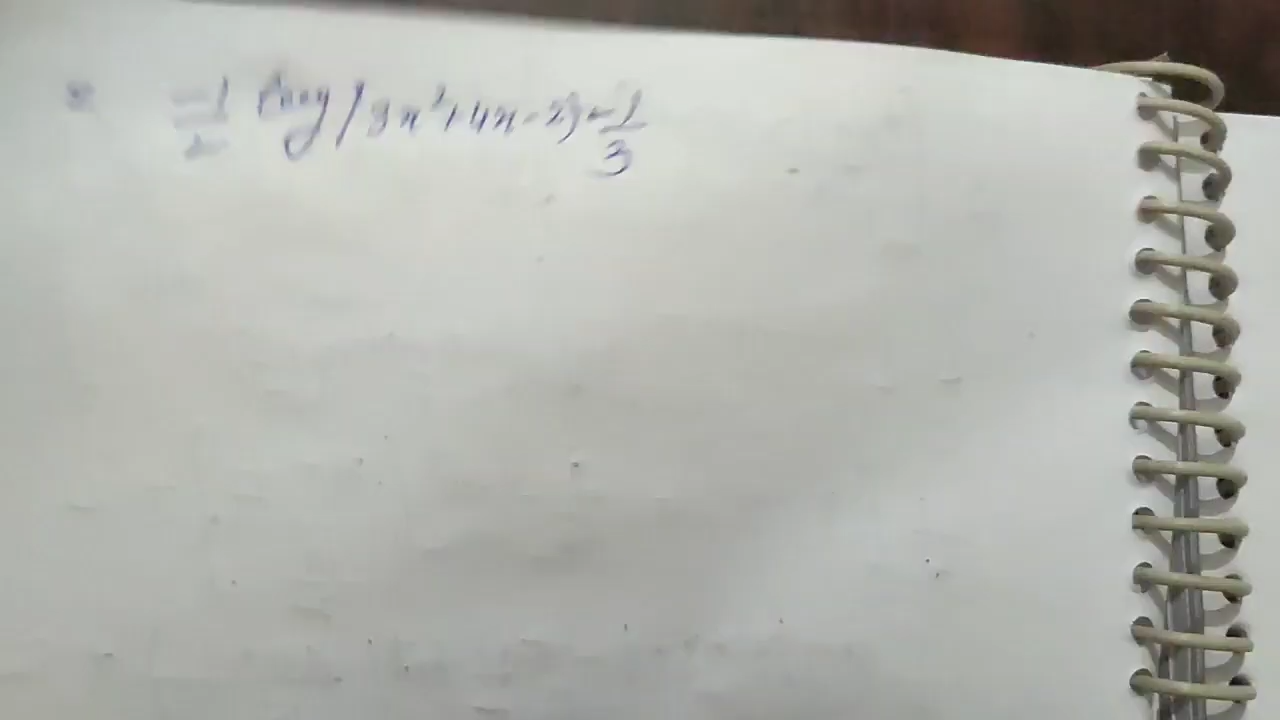 = -1/2 log (3x² + 4x - 2) - 1/3